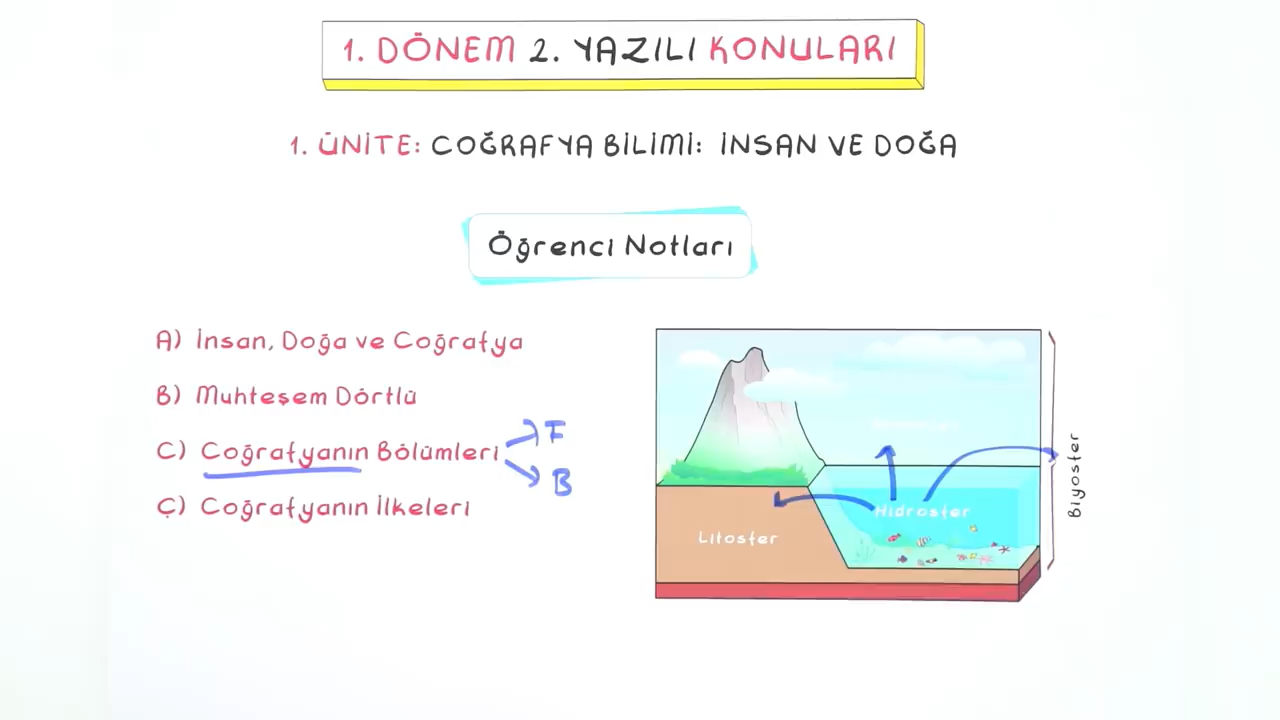 1. DÖNEM 2. YAZILI KONULARI
1. ÜNİTE: COĞRAFYA BİLİMİ: İNSAN VE DOĞA
Öğrenci Notları
A) İnsan, Doğa ve Coğrafya
B) Muhteşem Dörtlü
C) Coğrafyanın Bölümleri
F
B
Ç) Coğrafyanın İlkeleri
Hidrosfer
Litosfer
Biyosfer